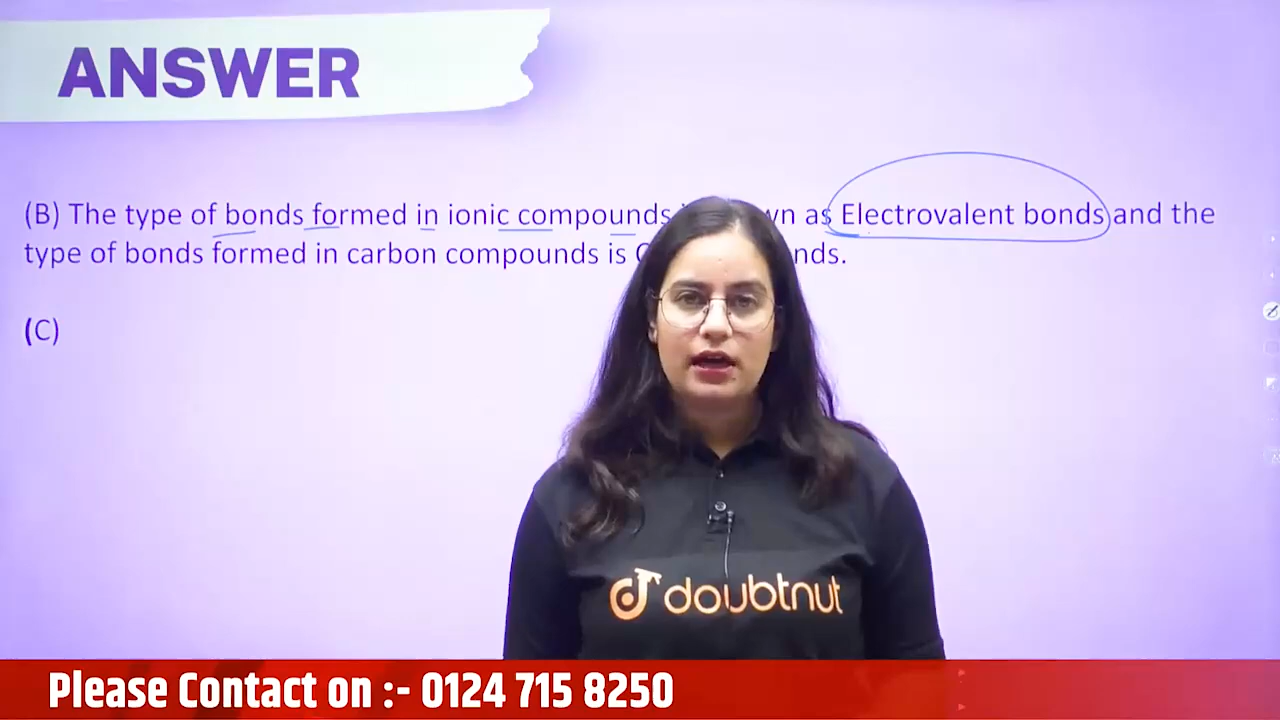 ANSWER
(B) The type of bonds formed in ionic compounds as Electrovalent bonds and the
type of bonds formed in carbon compounds is
(C)
doubtnut
Please Contact on :- 0124 715 8250